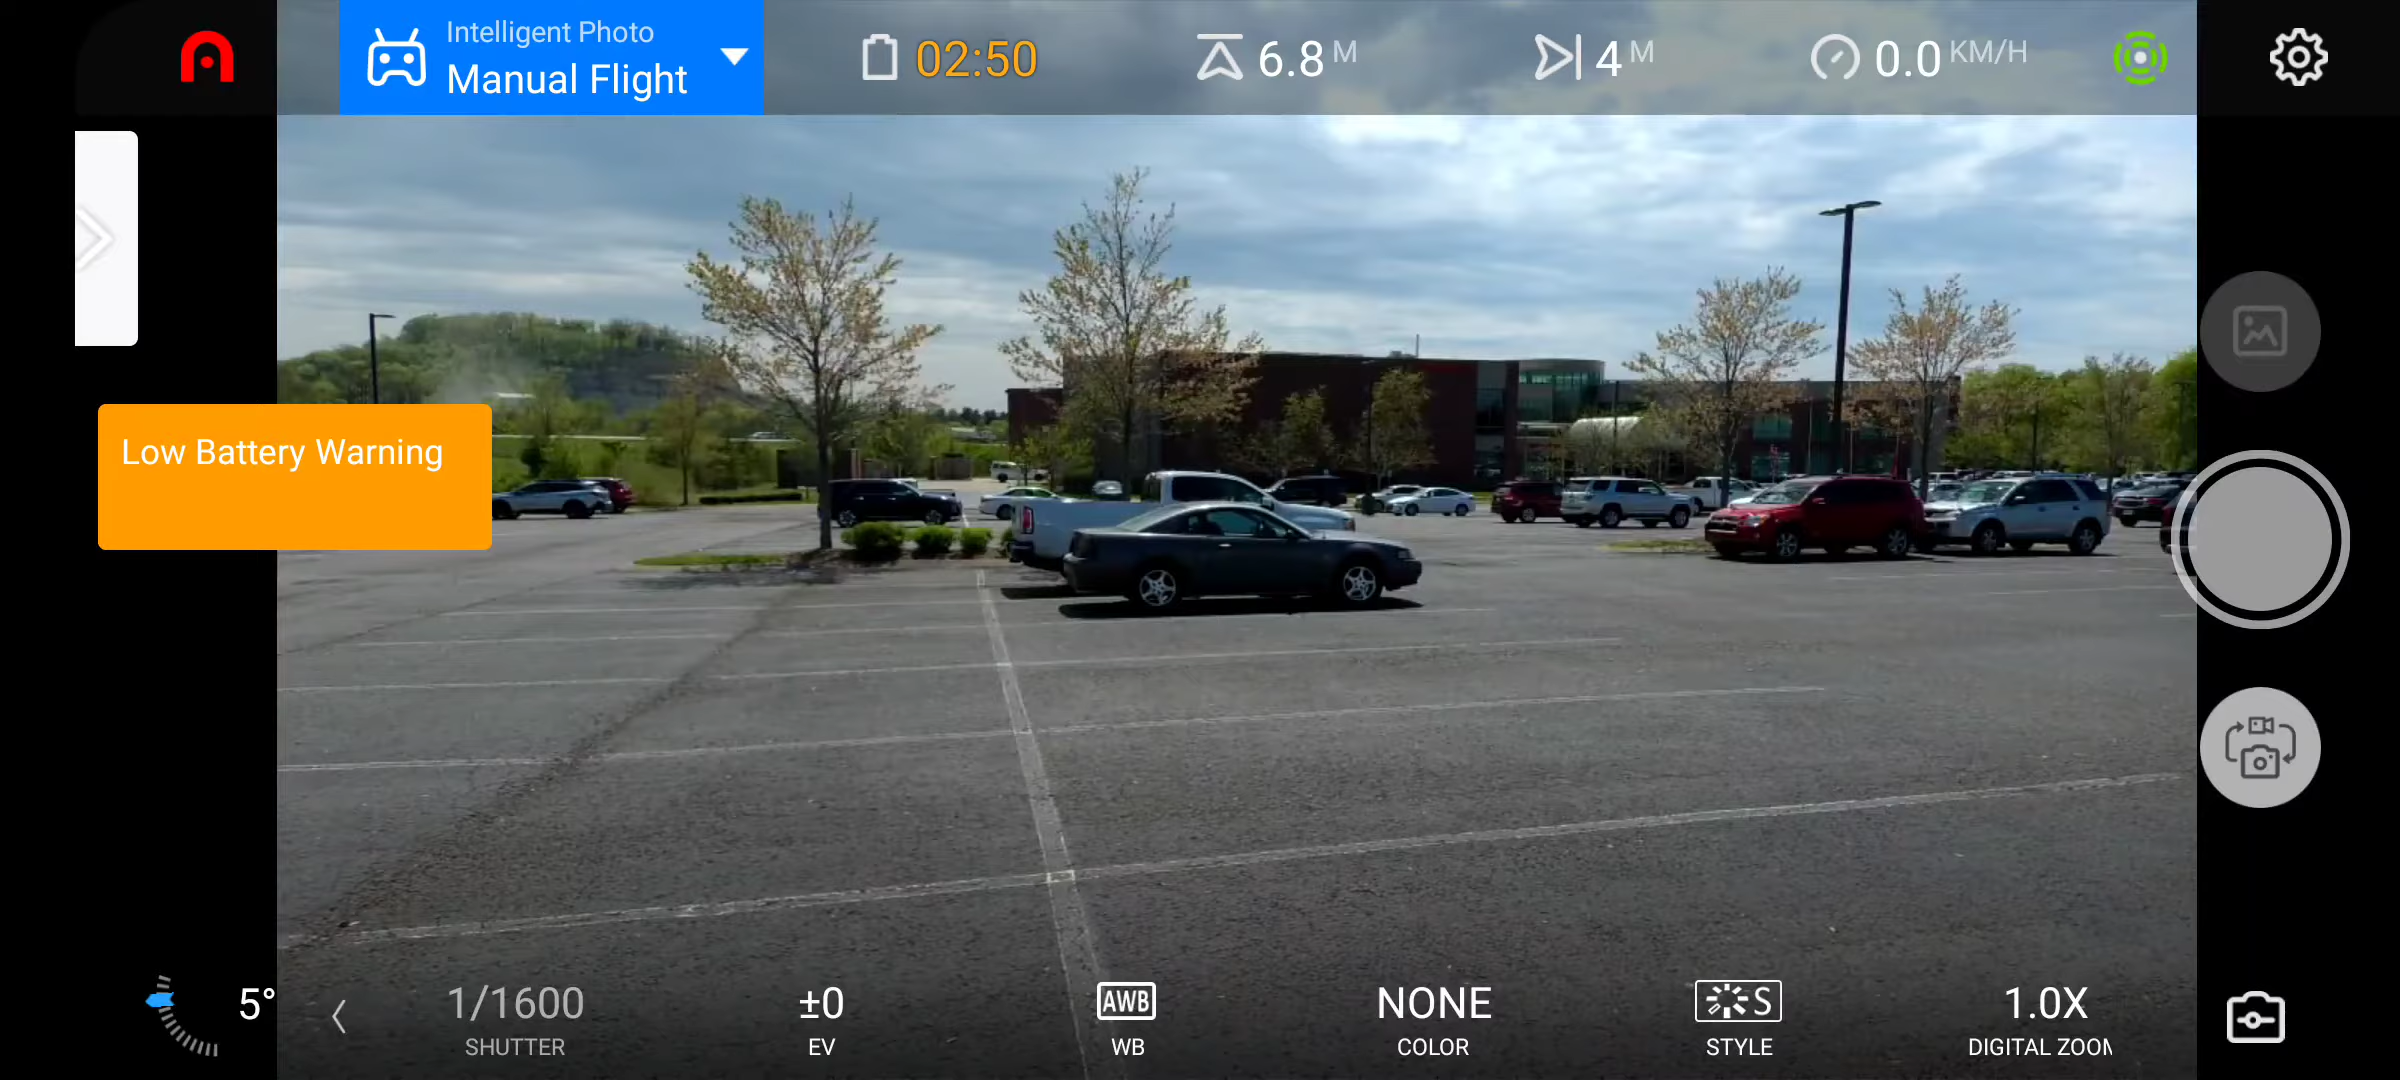 Intelligent Photo
Manual Flight
02:50
6.8 M
4 M
0.0 KM/H
Low Battery Warning
5°
1/1600
SHUTTER
±0
EV
AWB
WB
NONE
COLOR
S
STYLE
1.0X
DIGITAL ZOOM